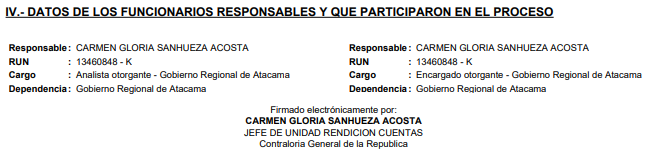 IV.- DATOS DE LOS FUNCIONARIOS RESPONSABLES Y QUE PARTICIPARON EN EL PROCESO
Responsable : CARMEN GLORIA SANHUEZA ACOSTA
RUN : 13460848 - K
Cargo : Analista otorgante - Gobierno Regional de Atacama
Dependencia : Gobierno Regional de Atacama
Responsable : CARMEN GLORIA SANHUEZA ACOSTA
RUN : 13460848 - K
Cargo : Encargado otorgante - Gobierno Regional de Atacama
Dependencia : Gobierno Regional de Atacama
Firmado electrónicamente por:
CARMEN GLORIA SANHUEZA ACOSTA
JEFE DE UNIDAD RENDICION CUENTAS
Contraloria General de la Republica